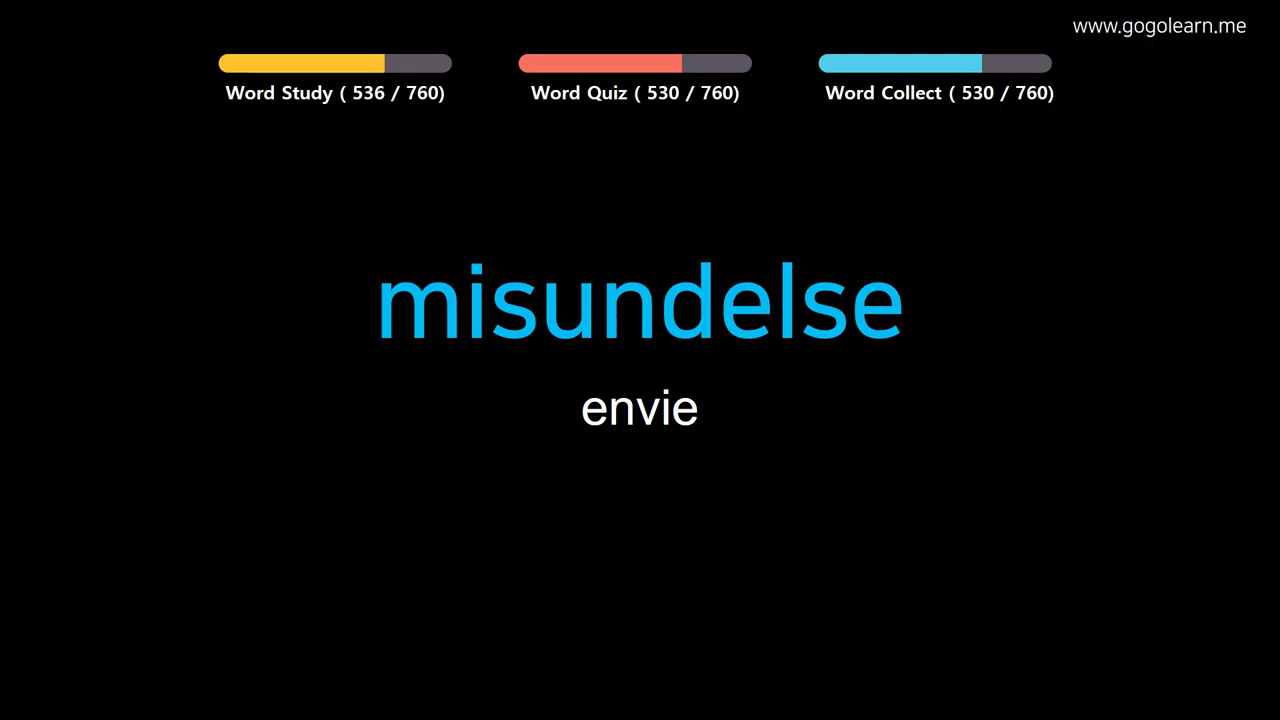 www.gogolearn.me
Word Study ( 536 / 760)
Word Quiz ( 530 / 760)
Word Collect ( 530 / 760)
misundelse
envie